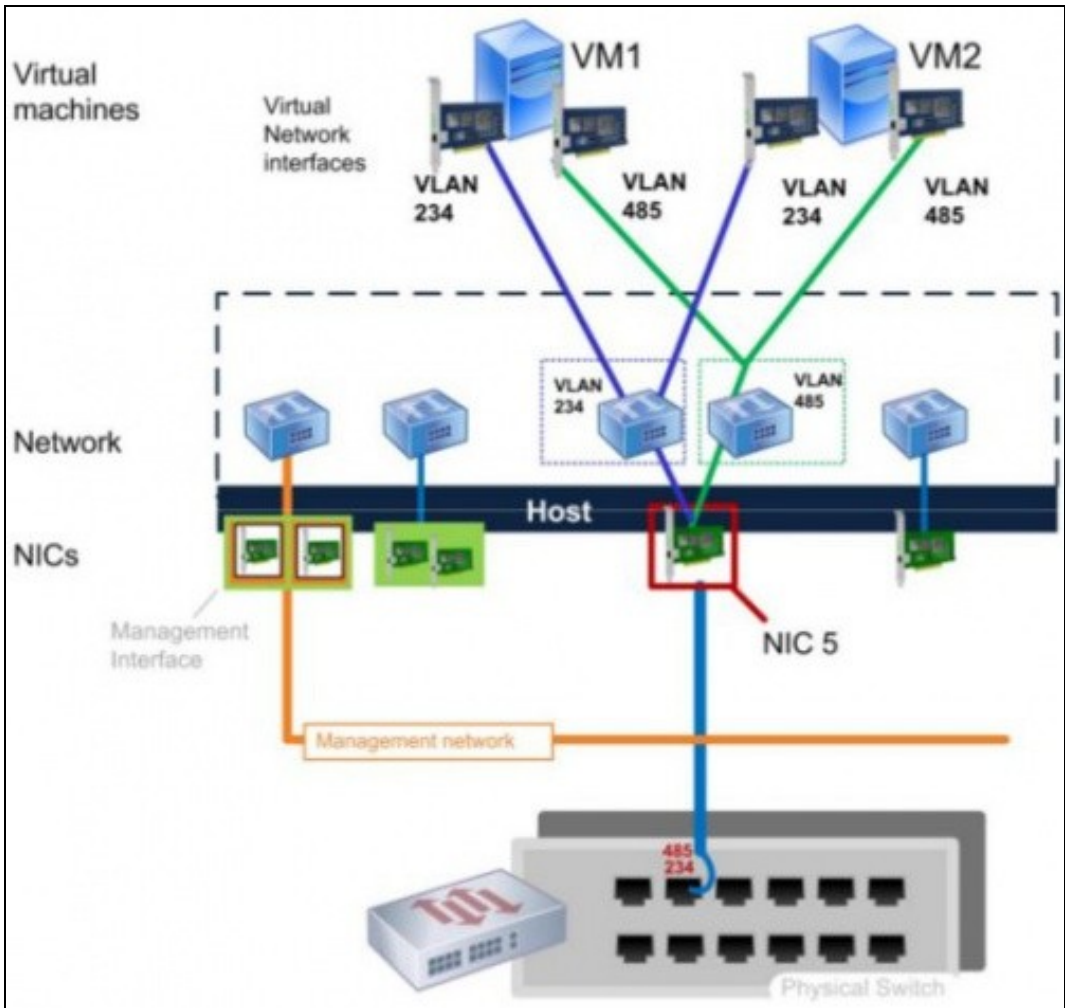 Virtual
machines
Virtual
Network
interfaces
VM1
VM2
VLAN
234
VLAN
485
VLAN
234
VLAN
485
VLAN
234
VLAN
485
Network
Host
NICs
Management
Interface
NIC 5
Management network
485
234
Physical Switch